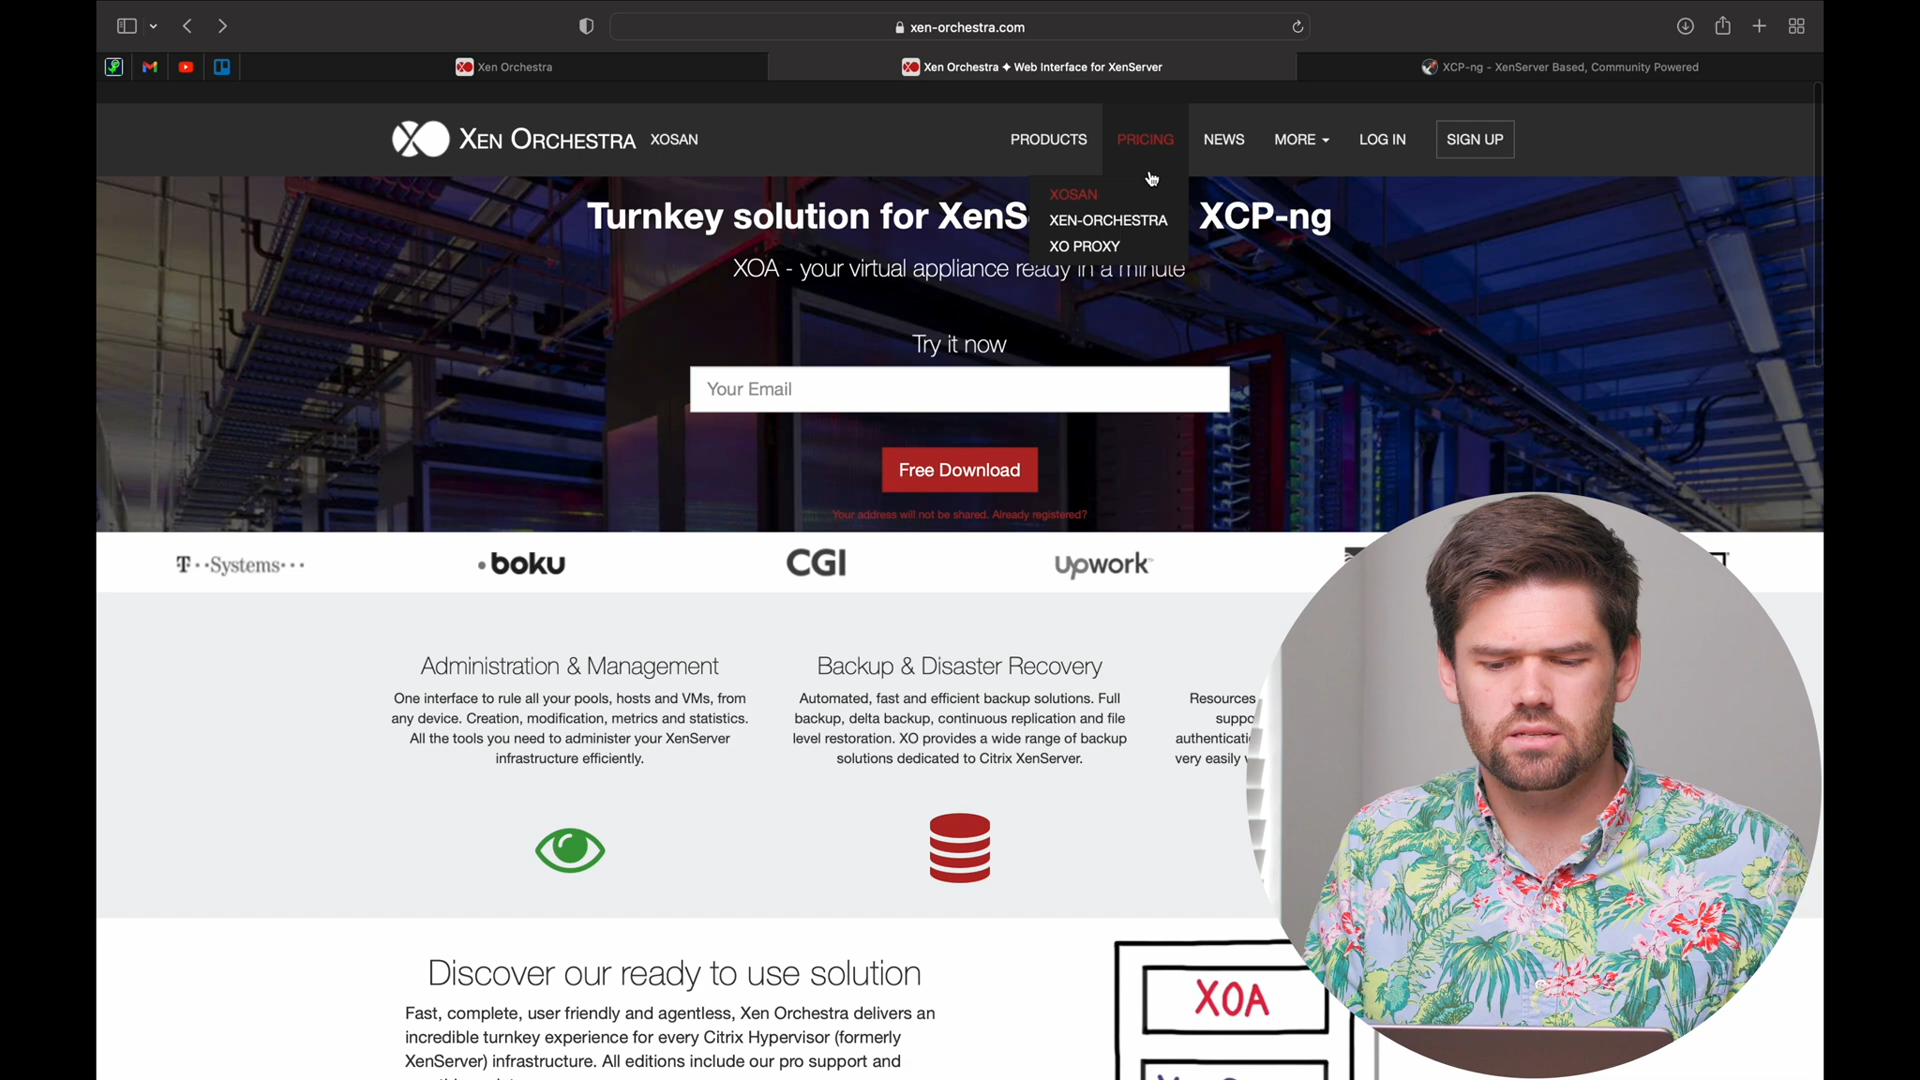 xen-orchestra.com
Xen Orchestra
Xen Orchestra ✦ Web Interface for XenServer
XCP-ng - XenServer Based, Community Powered
XEN ORCHESTRA
XOSAN
PRODUCTS
PRICING
NEWS
MORE
LOG IN
SIGN UP
XOSAN
XEN-ORCHESTRA
XO PROXY
Turnkey solution for XenS XCP-ng
XOA - your virtual appliance ready in a minute
Try it now
Your Email
Free Download
Your address will not be shared. Already registered?
T··Systems···
boku
CGI
Upwork
Administration & Management
One interface to rule all your pools, hosts and VMs, from
any device. Creation, modification, metrics and statistics.
All the tools you need to administer your XenServer
infrastructure efficiently.
Backup & Disaster Recovery
Automated, fast and efficient backup solutions. Full
backup, delta backup, continuous replication and file
level restoration. XO provides a wide range of backup
solutions dedicated to Citrix XenServer.
Resources
suppo
authenticati
very easily
Discover our ready to use solution
Fast, complete, user friendly and agentless, Xen Orchestra delivers an
incredible turnkey experience for every Citrix Hypervisor (formerly
XenServer) infrastructure. All editions include our pro support and
XOA